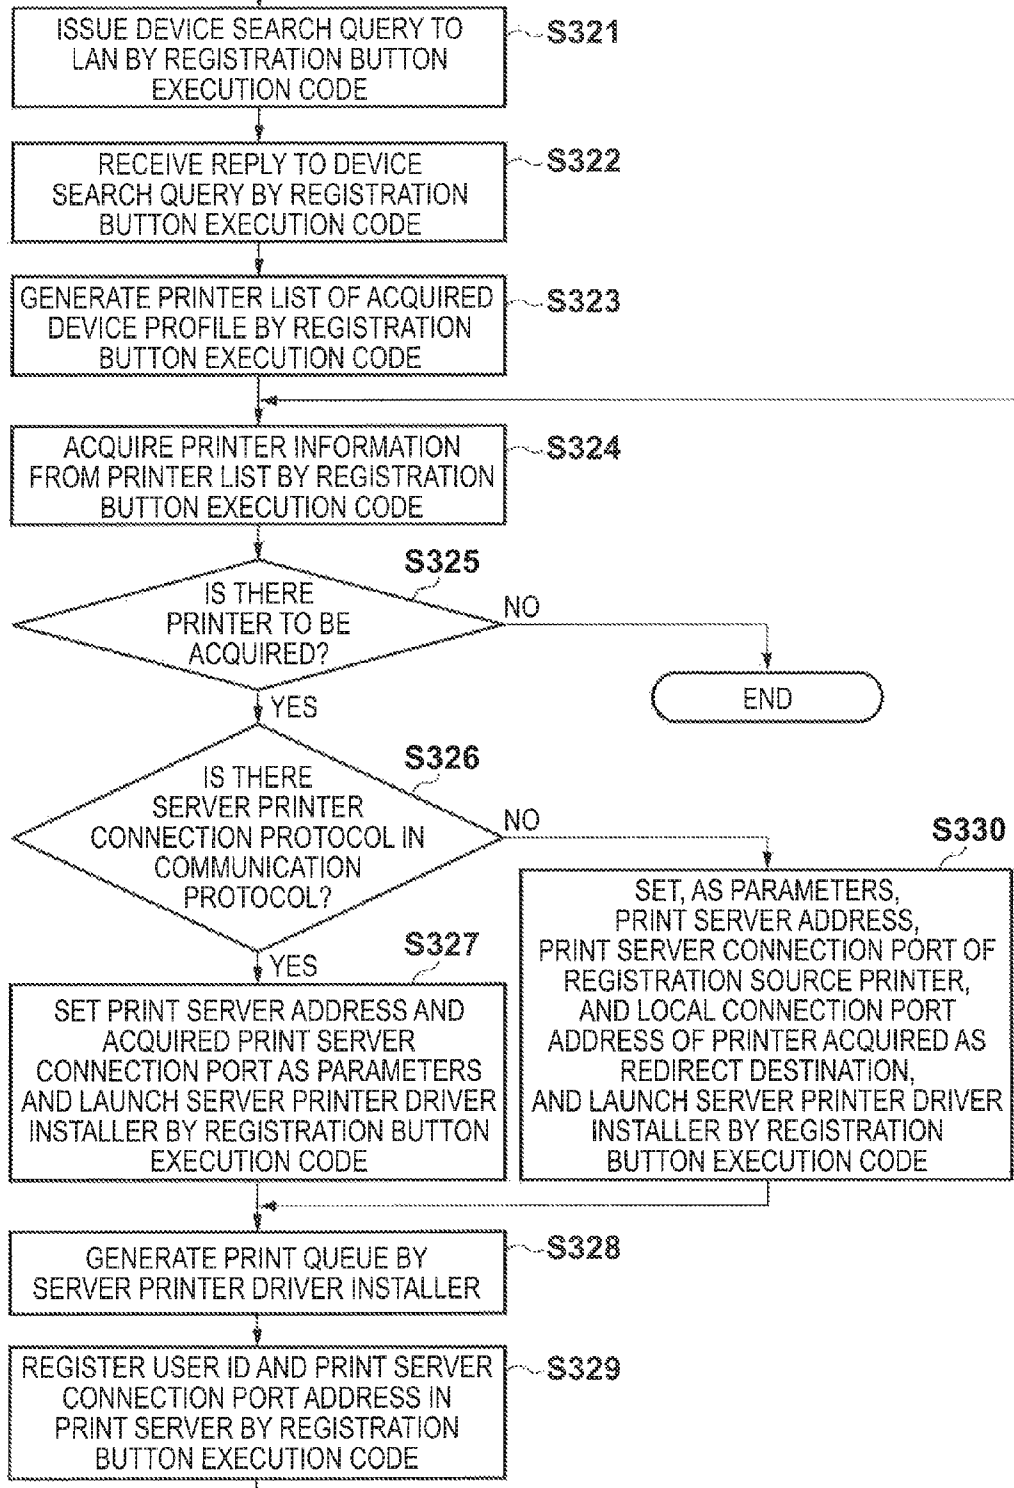 ISSUE DEVICE SEARCH QUERY TO
LAN BY REGISTRATION BUTTON
EXECUTION CODE
S321
RECEIVE REPLY TO DEVICE
SEARCH QUERY BY REGISTRATION
BUTTON EXECUTION CODE
S322
GENERATE PRINTER LIST OF ACQUIRED
DEVICE PROFILE BY REGISTRATION
BUTTON EXECUTION CODE
S323
ACQUIRE PRINTER INFORMATION
FROM PRINTER LIST BY REGISTRATION
BUTTON EXECUTION CODE
S324
S325
IS THERE
PRINTER TO BE
ACQUIRED?
NO
END
YES
S326
IS THERE
SERVER PRINTER
CONNECTION PROTOCOL IN
COMMUNICATION
PROTOCOL?
NO
YES
S330
SET, AS PARAMETERS,
PRINT SERVER ADDRESS,
PRINT SERVER CONNECTION PORT OF
REGISTRATION SOURCE PRINTER,
AND LOCAL CONNECTION PORT
ADDRESS OF PRINTER ACQUIRED AS
REDIRECT DESTINATION,
AND LAUNCH SERVER PRINTER DRIVER
INSTALLER BY REGISTRATION
BUTTON EXECUTION CODE
S327
SET PRINT SERVER ADDRESS AND
ACQUIRED PRINT SERVER
CONNECTION PORT AS PARAMETERS
AND LAUNCH SERVER PRINTER DRIVER
INSTALLER BY REGISTRATION BUTTON
EXECUTION CODE
GENERATE PRINT QUEUE BY
SERVER PRINTER DRIVER INSTALLER
S328
REGISTER USER ID AND PRINT SERVER
CONNECTION PORT ADDRESS IN
PRINT SERVER BY REGISTRATION
BUTTON EXECUTION CODE
S329